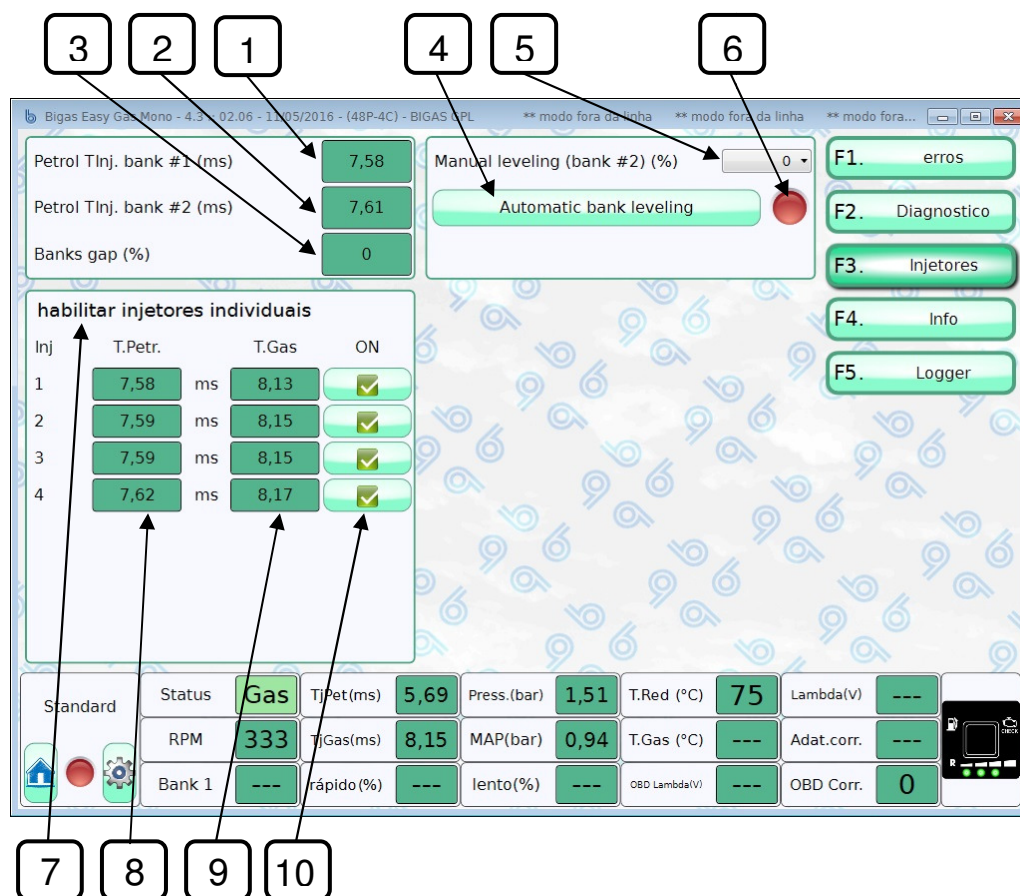 3 2 1 4 5 6
Bigas Easy Gas Mono - 4.3 - 02.06 - 11/05/2016 - (48P-4C) - BIGAS GPL ** modo fora da linha ** modo fora da linha ** modo fora...
Petrol TInj. bank #1 (ms) 7,58
Petrol TInj. bank #2 (ms) 7,61
Banks gap (%) 0
Manual leveling (bank #2) (%) 0
Automatic bank leveling
F1. erros
F2. Diagnostico
F3. Injetores
F4. Info
F5. Logger
habilitar injetores individuais
Inj T.Petr. T.Gas ON
1 7,58 ms 8,13
2 7,59 ms 8,15
3 7,59 ms 8,15
4 7,62 ms 8,17
Standard
Status Gas TjPet(ms) 5,69 Press.(bar) 1,51 T.Red (°C) 75 Lambda(V) ---
RPM 333 TjGas(ms) 8,15 MAP(bar) 0,94 T.Gas (°C) --- Adat.corr. ---
Bank 1 --- rápido(%) --- lento(%) --- OBD Lambda(V) --- OBD Corr. 0
CHECK
R
7 8 9 10